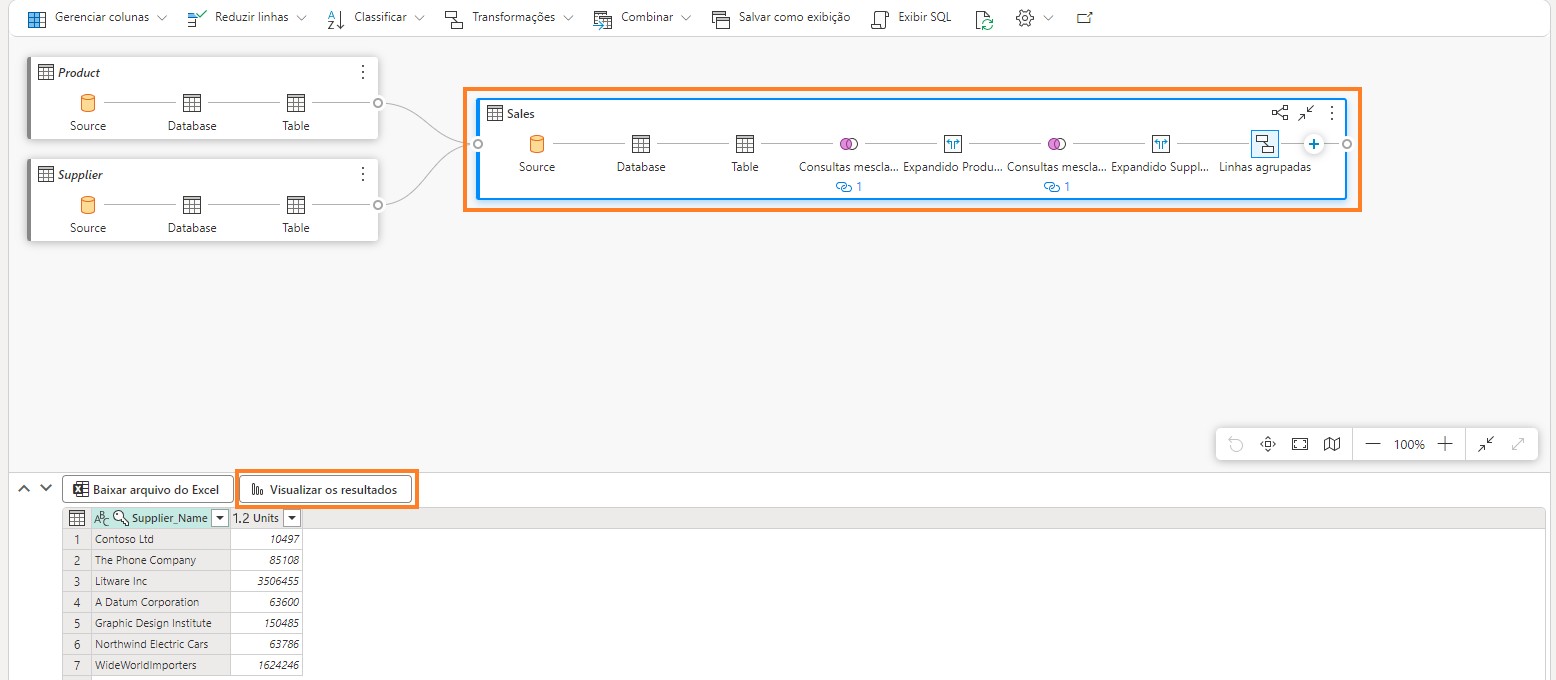 Gerenciar colunas Reduzir linhas Classificar Transformações Combinar Salvar como exibição Exibir SQL
Product
Source Database Table
Supplier
Source Database Table
Sales
Source Database Table Consultas mescla... Expandido Produ... Consultas mescla... Expandido Suppl... Linhas agrupadas
1 1
100%
Baixar arquivo do Excel Visualizar os resultados
Supplier_Name 1.2 Units
1 Contoso Ltd 10497
2 The Phone Company 85108
3 Litware Inc 3506455
4 A Datum Corporation 63600
5 Graphic Design Institute 150485
6 Northwind Electric Cars 63786
7 WideWorldImporters 1624246